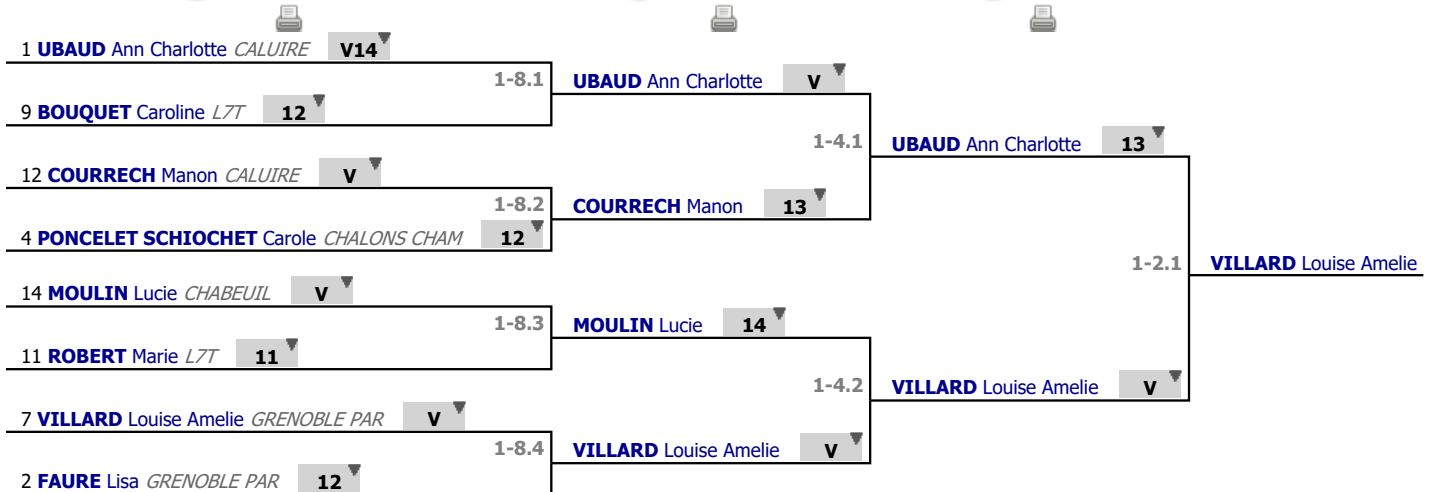 1 UBAUD Ann Charlotte CALUIRE V14
1-8.1
UBAUD Ann Charlotte V
9 BOUQUET Caroline L7T 12
1-4.1
UBAUD Ann Charlotte 13
12 COURRECH Manon CALUIRE V
1-8.2
COURRECH Manon 13
4 PONCELET SCHIOCHET Carole CHALONS CHAM 12
1-2.1
VILLARD Louise Amelie
14 MOULIN Lucie CHABEUIL V
1-8.3
MOULIN Lucie 14
11 ROBERT Marie L7T 11
1-4.2
VILLARD Louise Amelie V
7 VILLARD Louise Amelie GRENOBLE PAR V
1-8.4
VILLARD Louise Amelie V
2 FAURE Lisa GRENOBLE PAR 12